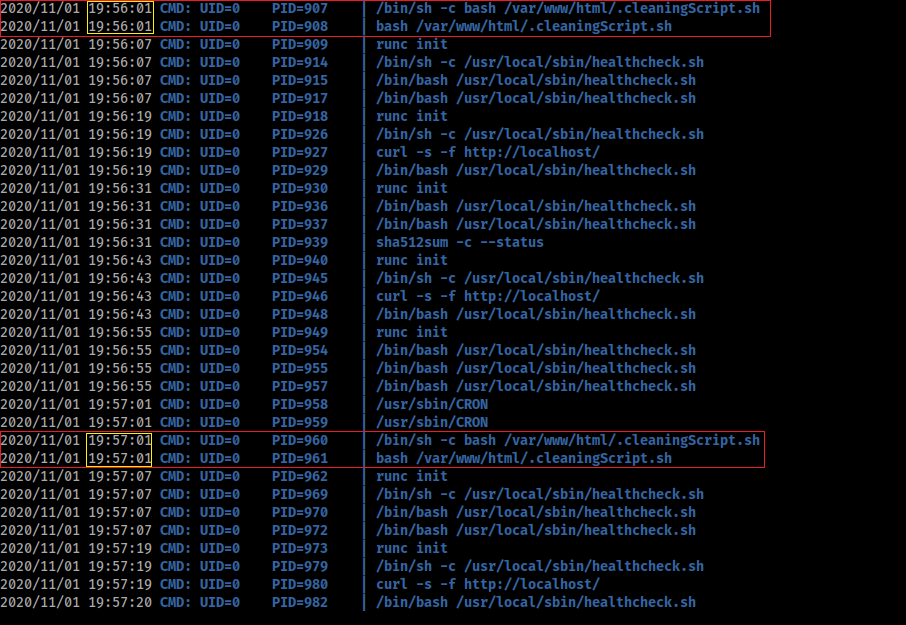 2020/11/01 19:56:01 CMD: UID=0    PID=907    | /bin/sh -c bash /var/www/html/.cleaningScript.sh
2020/11/01 19:56:01 CMD: UID=0    PID=908    | bash /var/www/html/.cleaningScript.sh
2020/11/01 19:56:07 CMD: UID=0    PID=909    | runc init
2020/11/01 19:56:07 CMD: UID=0    PID=914    | /bin/sh -c /usr/local/sbin/healthcheck.sh
2020/11/01 19:56:07 CMD: UID=0    PID=915    | /bin/bash /usr/local/sbin/healthcheck.sh
2020/11/01 19:56:07 CMD: UID=0    PID=917    | /bin/bash /usr/local/sbin/healthcheck.sh
2020/11/01 19:56:19 CMD: UID=0    PID=918    | runc init
2020/11/01 19:56:19 CMD: UID=0    PID=926    | /bin/sh -c /usr/local/sbin/healthcheck.sh
2020/11/01 19:56:19 CMD: UID=0    PID=927    | curl -s -f http://localhost/
2020/11/01 19:56:19 CMD: UID=0    PID=929    | /bin/bash /usr/local/sbin/healthcheck.sh
2020/11/01 19:56:31 CMD: UID=0    PID=930    | runc init
2020/11/01 19:56:31 CMD: UID=0    PID=936    | /bin/bash /usr/local/sbin/healthcheck.sh
2020/11/01 19:56:31 CMD: UID=0    PID=937    | /bin/bash /usr/local/sbin/healthcheck.sh
2020/11/01 19:56:31 CMD: UID=0    PID=939    | sha512sum -c --status
2020/11/01 19:56:43 CMD: UID=0    PID=940    | runc init
2020/11/01 19:56:43 CMD: UID=0    PID=945    | /bin/sh -c /usr/local/sbin/healthcheck.sh
2020/11/01 19:56:43 CMD: UID=0    PID=946    | curl -s -f http://localhost/
2020/11/01 19:56:43 CMD: UID=0    PID=948    | /bin/bash /usr/local/sbin/healthcheck.sh
2020/11/01 19:56:55 CMD: UID=0    PID=949    | runc init
2020/11/01 19:56:55 CMD: UID=0    PID=954    | /bin/bash /usr/local/sbin/healthcheck.sh
2020/11/01 19:56:55 CMD: UID=0    PID=955    | /bin/bash /usr/local/sbin/healthcheck.sh
2020/11/01 19:56:55 CMD: UID=0    PID=957    | /bin/bash /usr/local/sbin/healthcheck.sh
2020/11/01 19:57:01 CMD: UID=0    PID=958    | /usr/sbin/CRON
2020/11/01 19:57:01 CMD: UID=0    PID=959    | /usr/sbin/CRON
2020/11/01 19:57:01 CMD: UID=0    PID=960    | /bin/sh -c bash /var/www/html/.cleaningScript.sh
2020/11/01 19:57:01 CMD: UID=0    PID=961    | bash /var/www/html/.cleaningScript.sh
2020/11/01 19:57:07 CMD: UID=0    PID=962    | runc init
2020/11/01 19:57:07 CMD: UID=0    PID=969    | /bin/sh -c /usr/local/sbin/healthcheck.sh
2020/11/01 19:57:07 CMD: UID=0    PID=970    | /bin/bash /usr/local/sbin/healthcheck.sh
2020/11/01 19:57:07 CMD: UID=0    PID=972    | /bin/bash /usr/local/sbin/healthcheck.sh
2020/11/01 19:57:19 CMD: UID=0    PID=973    | runc init
2020/11/01 19:57:19 CMD: UID=0    PID=979    | /bin/sh -c /usr/local/sbin/healthcheck.sh
2020/11/01 19:57:19 CMD: UID=0    PID=980    | curl -s -f http://localhost/
2020/11/01 19:57:20 CMD: UID=0    PID=982    | /bin/bash /usr/local/sbin/healthcheck.sh